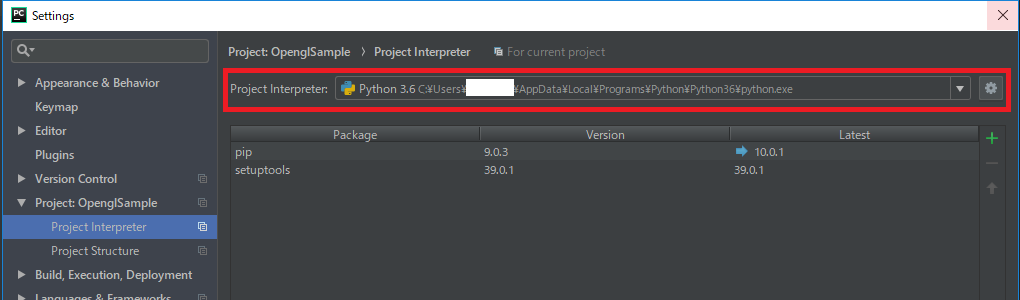 PC
Settings
Project: OpenglSample > Project Interpreter For current project
Project Interpreter: Python 3.6 C:¥Users¥ ¥AppData¥Local¥Programs¥Python¥Python36¥python.exe
Appearance & Behavior
Keymap
Editor
Plugins
Version Control
Project: OpenglSample
Project Interpreter
Project Structure
Build, Execution, Deployment
Languages & Frameworks
Package Version Latest
pip 9.0.3 10.0.1
setuptools 39.0.1 39.0.1